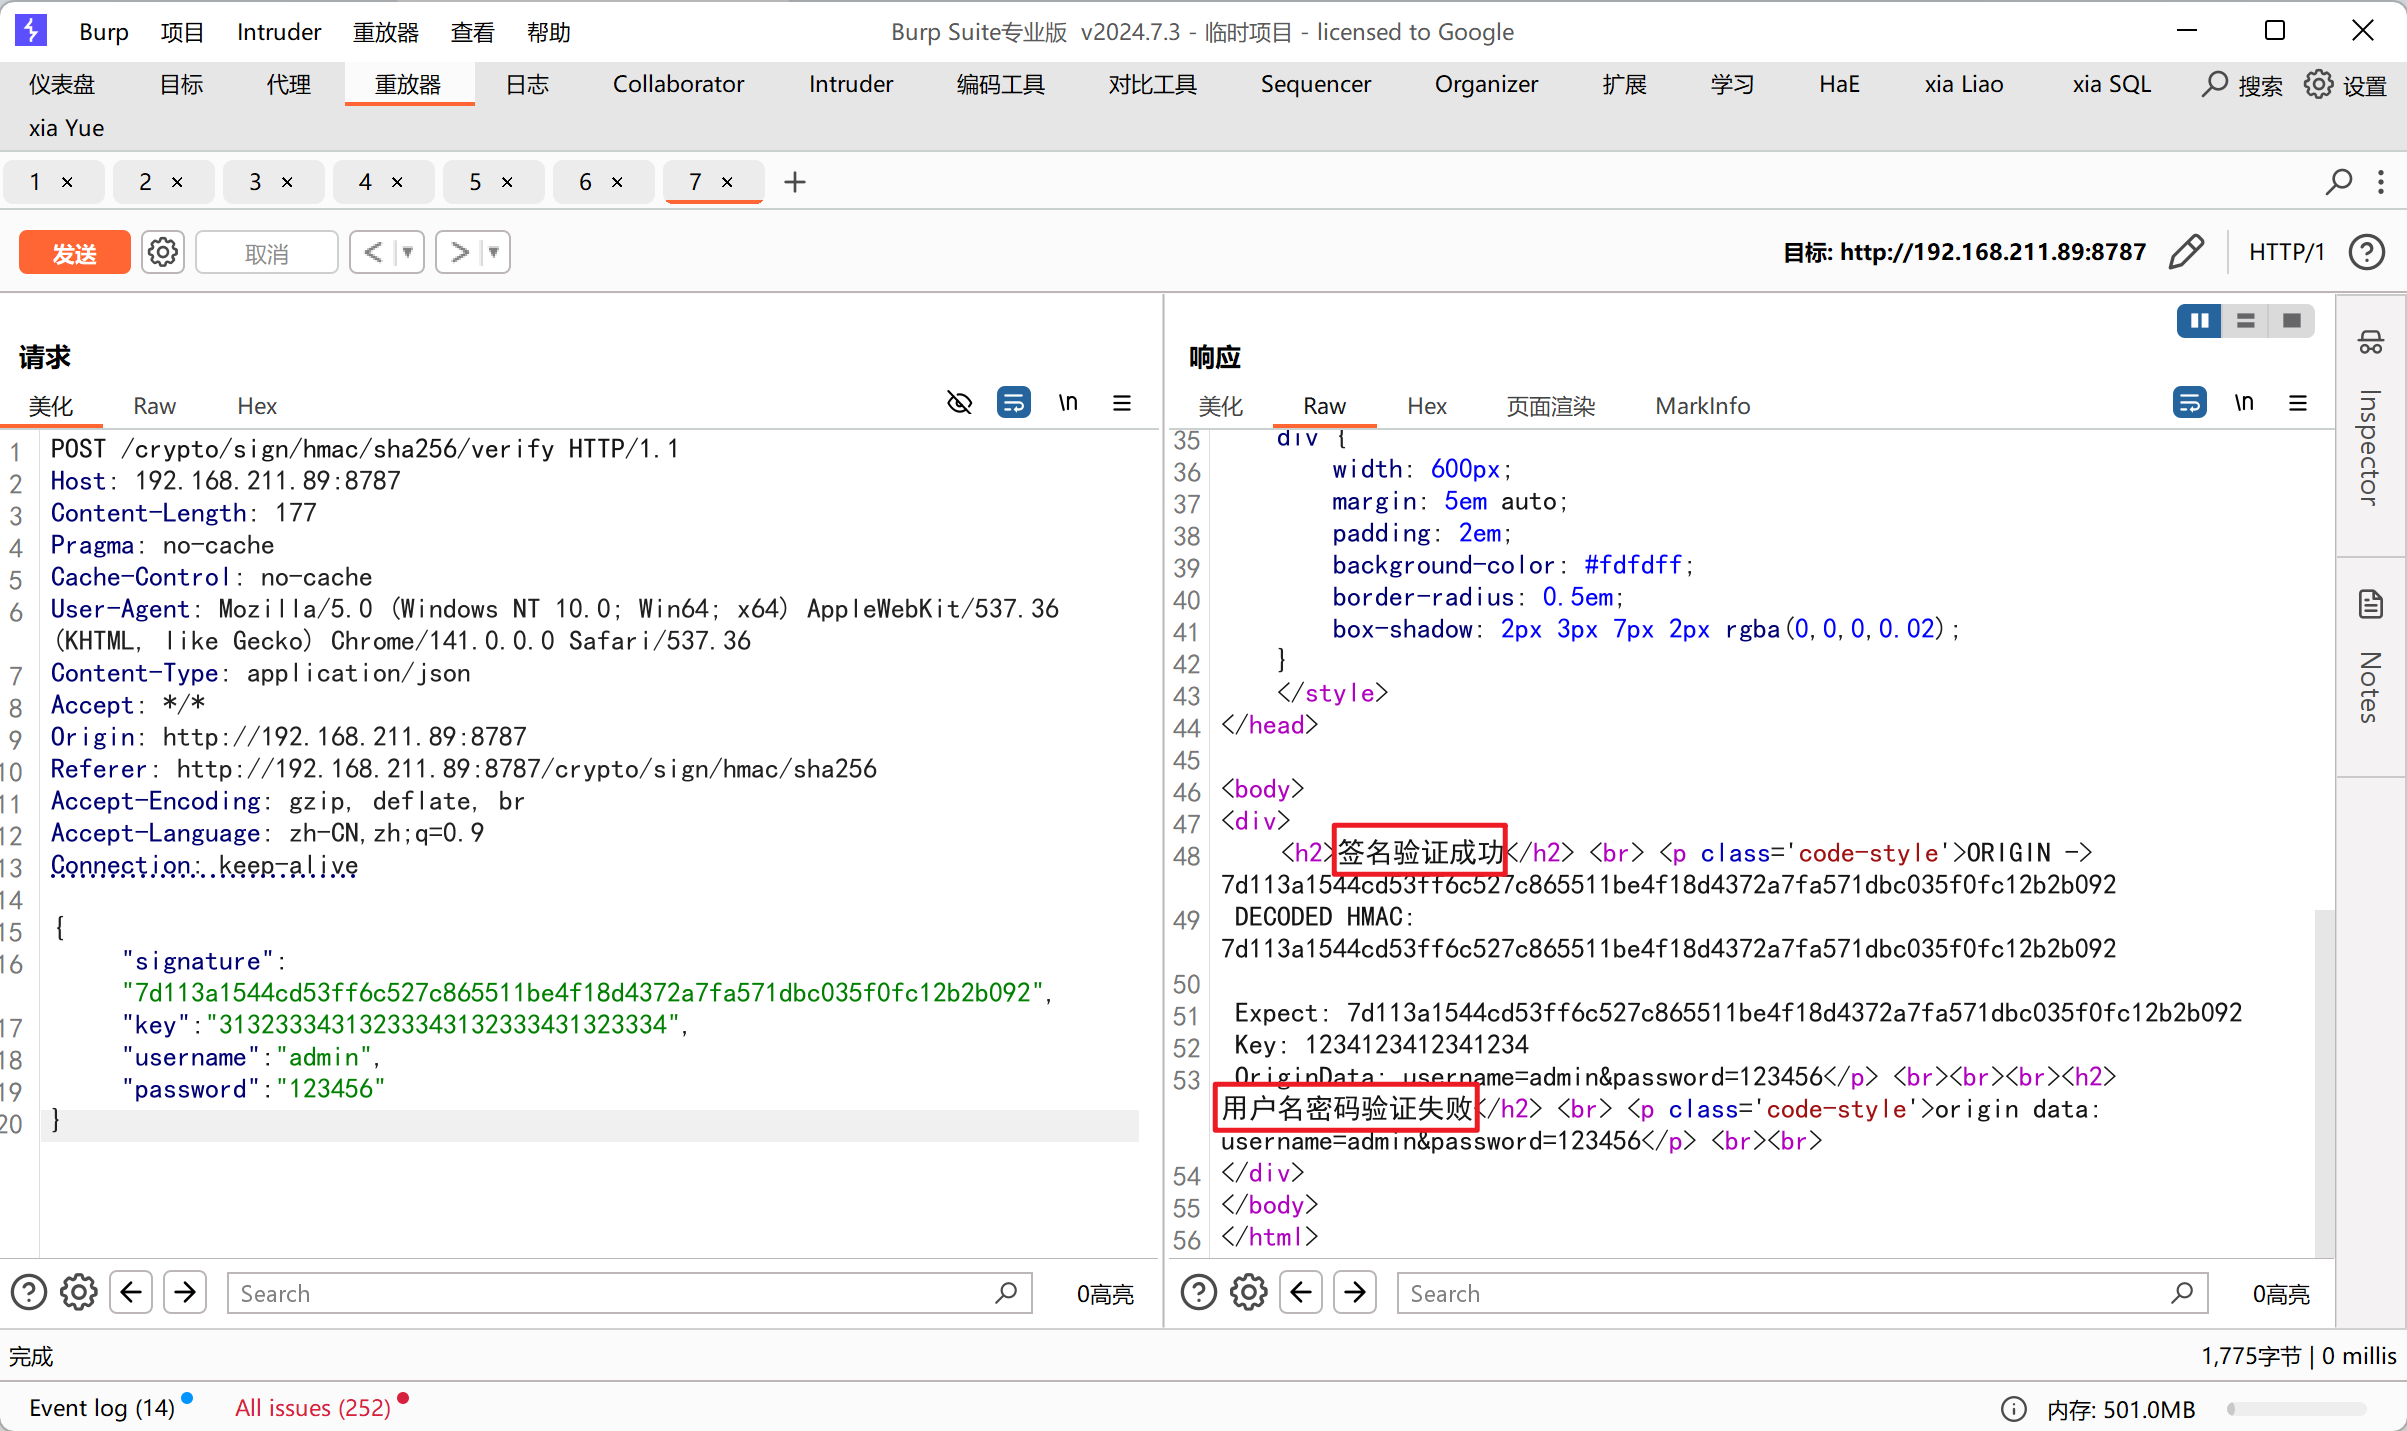 Burp 项目 Intruder 重放器 查看 帮助 Burp Suite专业版 v2024.7.3 - 临时项目 - licensed to Google
仪表盘 目标 代理 重放器 日志 Collaborator Intruder 编码工具 对比工具 Sequencer Organizer 扩展 学习 HaE xia Liao xia SQL 搜索 设置
xia Yue
1 × 2 × 3 × 4 × 5 × 6 × 7 × +
发送 取消 < > 目标: http://192.168.211.89:8787 HTTP/1
请求
美化 Raw Hex \n
1 POST /crypto/sign/hmac/sha256/verify HTTP/1.1
2 Host: 192.168.211.89:8787
3 Content-Length: 177
4 Pragma: no-cache
5 Cache-Control: no-cache
6 User-Agent: Mozilla/5.0 (Windows NT 10.0; Win64; x64) AppleWebKit/537.36
(KHTML, like Gecko) Chrome/141.0.0.0 Safari/537.36
7 Content-Type: application/json
8 Accept: */*
9 Origin: http://192.168.211.89:8787
10 Referer: http://192.168.211.89:8787/crypto/sign/hmac/sha256
11 Accept-Encoding: gzip, deflate, br
12 Accept-Language: zh-CN,zh;q=0.9
13 Connection: keep-alive
14
15 {
16 "signature":
"7d113a1544cd53ff6c527c865511be4f18d4372a7fa571dbc035f0fc12b2b092",
17 "key":"31323334313233343132333431323334",
18 "username":"admin",
19 "password":"123456"
20 }
Search 0高亮
响应
美化 Raw Hex 页面渲染 MarkInfo \n
35 div {
36 width: 600px;
37 margin: 5em auto;
38 padding: 2em;
39 background-color: #fdfdff;
40 border-radius: 0.5em;
41 box-shadow: 2px 3px 7px 2px rgba(0,0,0,0.02);
42 }
43 </style>
44 </head>
45
46 <body>
47 <div>
48 <h2>签名验证成功</h2> <br> <p class='code-style'>ORIGIN ->
7d113a1544cd53ff6c527c865511be4f18d4372a7fa571dbc035f0fc12b2b092
49 DECODED HMAC:
7d113a1544cd53ff6c527c865511be4f18d4372a7fa571dbc035f0fc12b2b092
50
51 Expect: 7d113a1544cd53ff6c527c865511be4f18d4372a7fa571dbc035f0fc12b2b092
52 Key: 1234123412341234
53 OriginData: username=admin&password=123456</p> <br><br><br><h2>
用户名密码验证失败</h2> <br> <p class='code-style'>origin data:
username=admin&password=123456</p> <br><br>
54 </div>
55 </body>
56 </html>
Search 0高亮
Inspector
Notes
完成 1,775字节 | 0 millis
Event log (14) All issues (252) 内存: 501.0MB